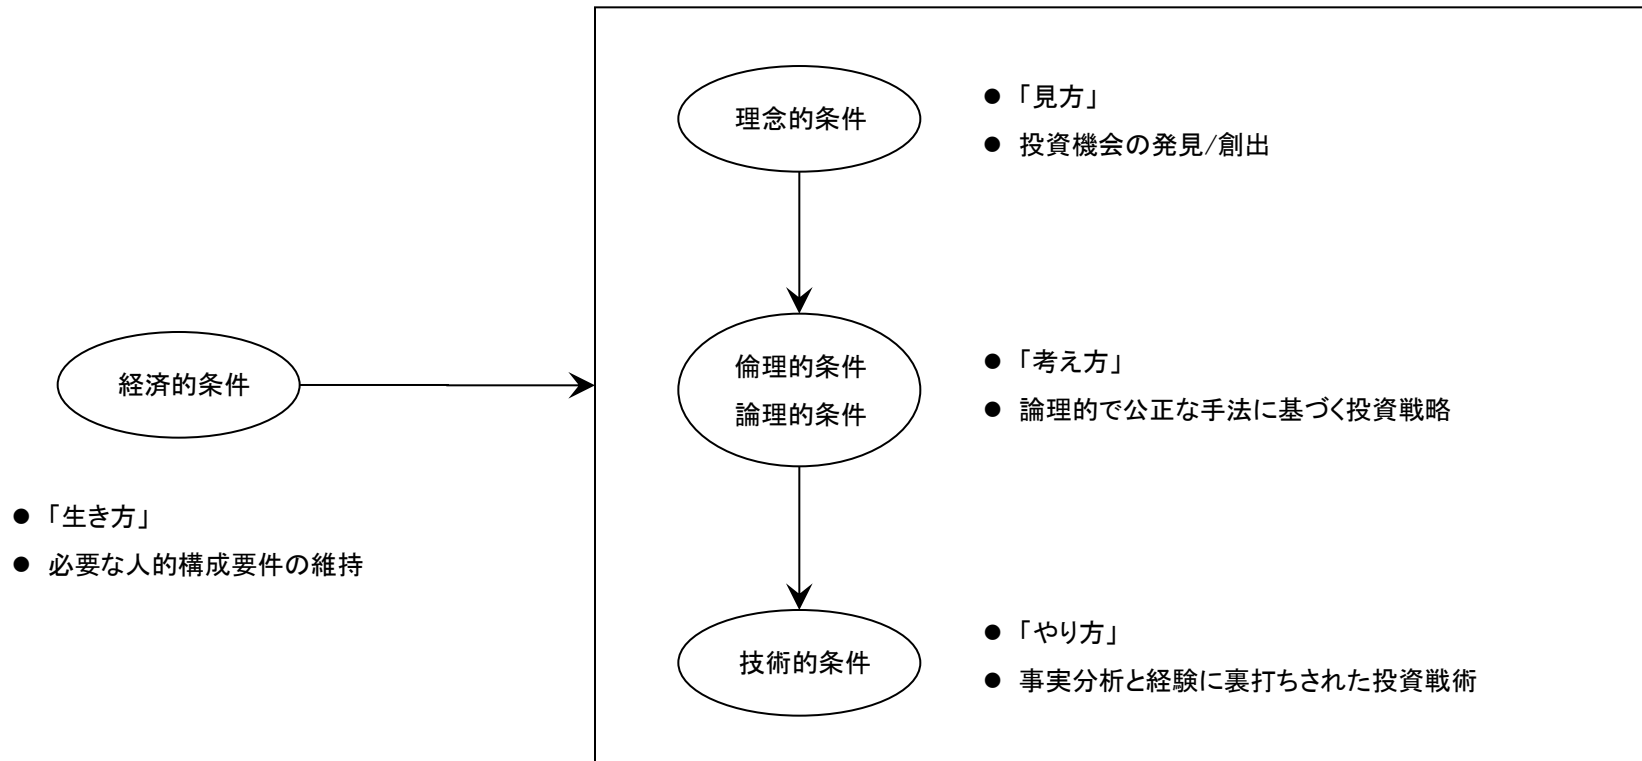 理念的条件
● 「見方」
● 投資機会の発見/創出
経済的条件
● 「生き方」
● 必要な人的構成要件の維持
倫理的条件
論理的条件
● 「考え方」
● 論理的で公正な手法に基づく投資戦略
技術的条件
● 「やり方」
● 事実分析と経験に裏打ちされた投資戦術